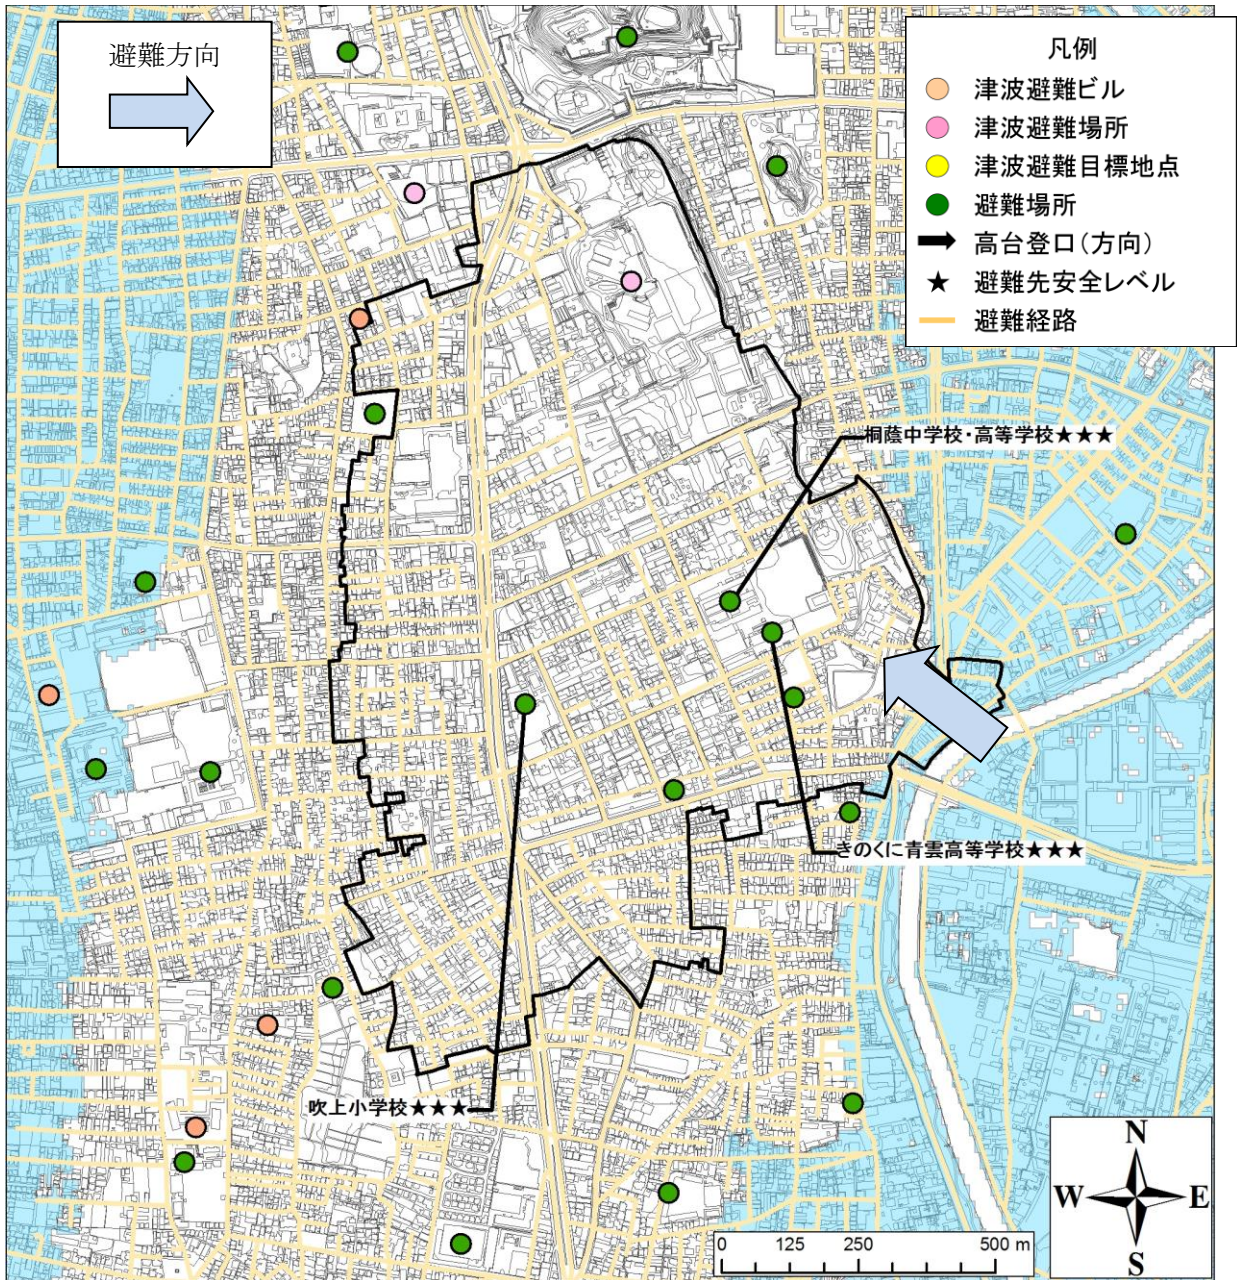 避難方向
凡例
津波避難ビル
津波避難場所
津波避難目標地点
避難場所
高台登口(方向)
★ 避難先安全レベル
避難経路
桐蔭中学校・高等学校★★★
きのくに青雲高等学校★★★
吹上小学校★★★
N
W E
S
0 125 250 500 m